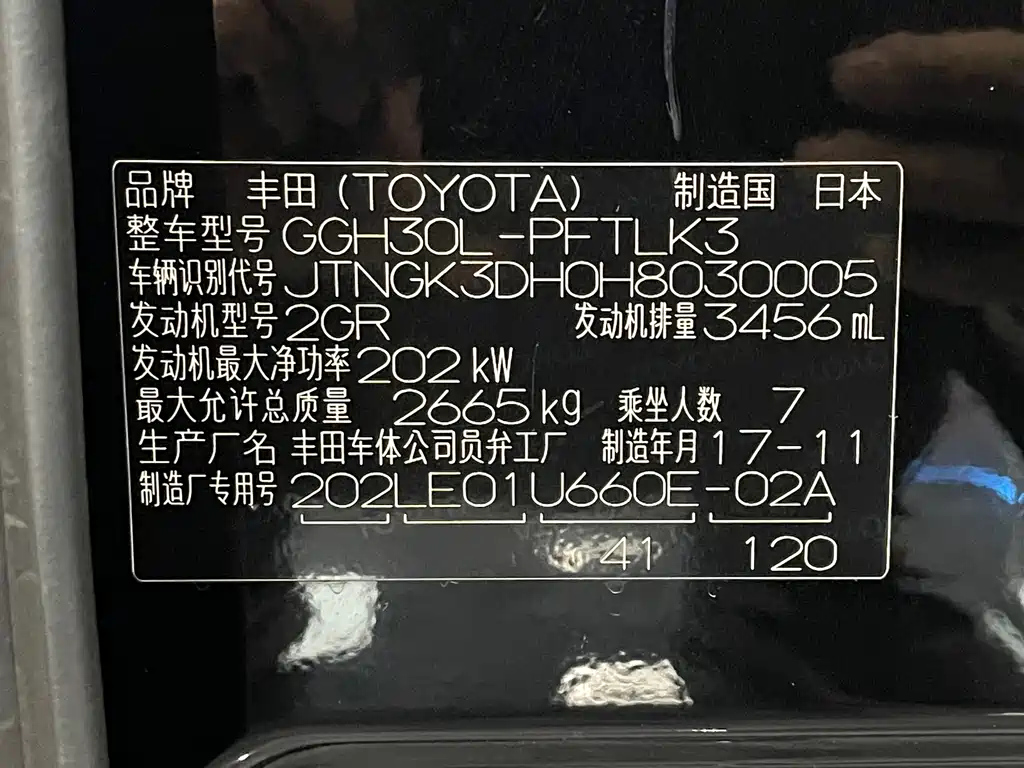 品牌 丰田 (TOYOTA) 制造国 日本
整车型号 GGH30L-PFTLK3
车辆识别代号 JTNGK3DH0H8030005
发动机型号 2GR 发动机排量 3456 mL
发动机最大净功率 202 kW
最大允许总质量 2665 kg 乘坐人数 7
生产厂名 丰田车体公司员弁工厂 制造年月 17-11
制造厂专用号 202LE01U660E-02A
41 120